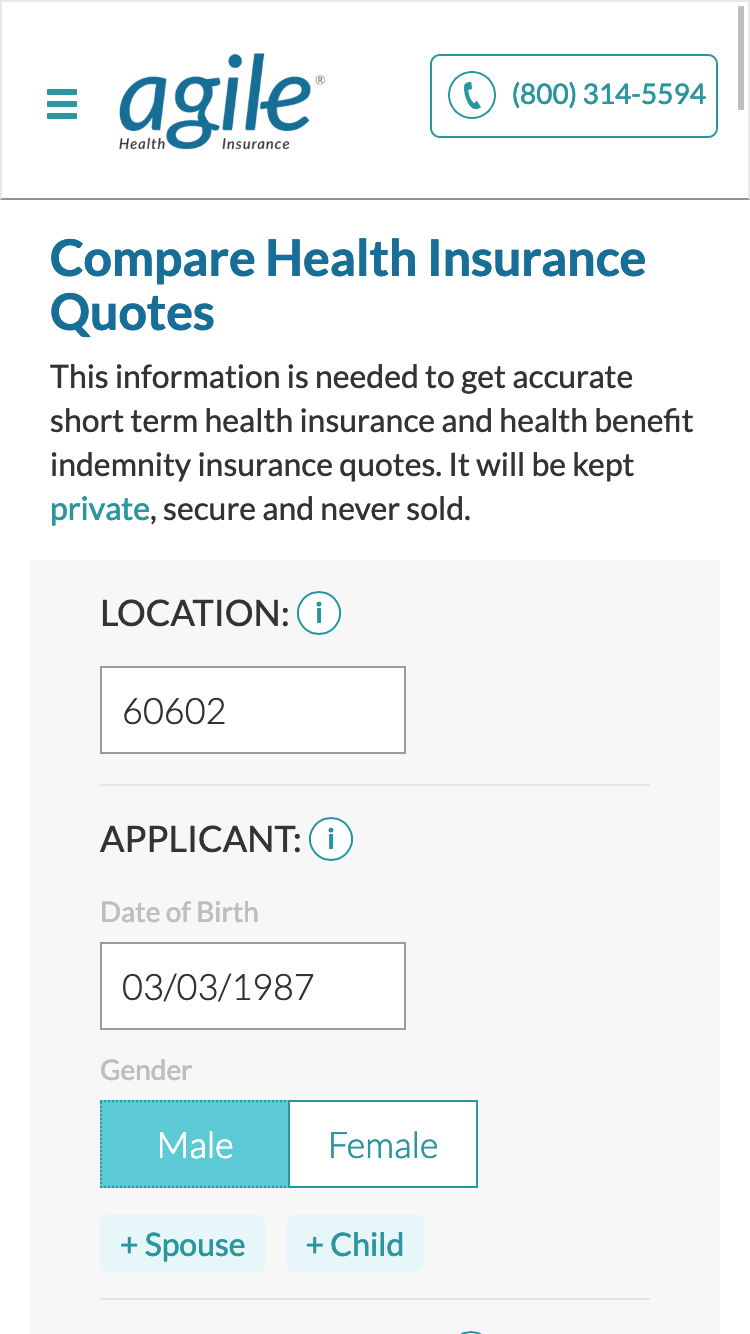 agile®
Health Insurance
(800) 314-5594
Compare Health Insurance
Quotes
This information is needed to get accurate
short term health insurance and health benefit
indemnity insurance quotes. It will be kept
private, secure and never sold.
LOCATION: i
60602
APPLICANT: i
Date of Birth
03/03/1987
Gender
Male Female
+ Spouse + Child